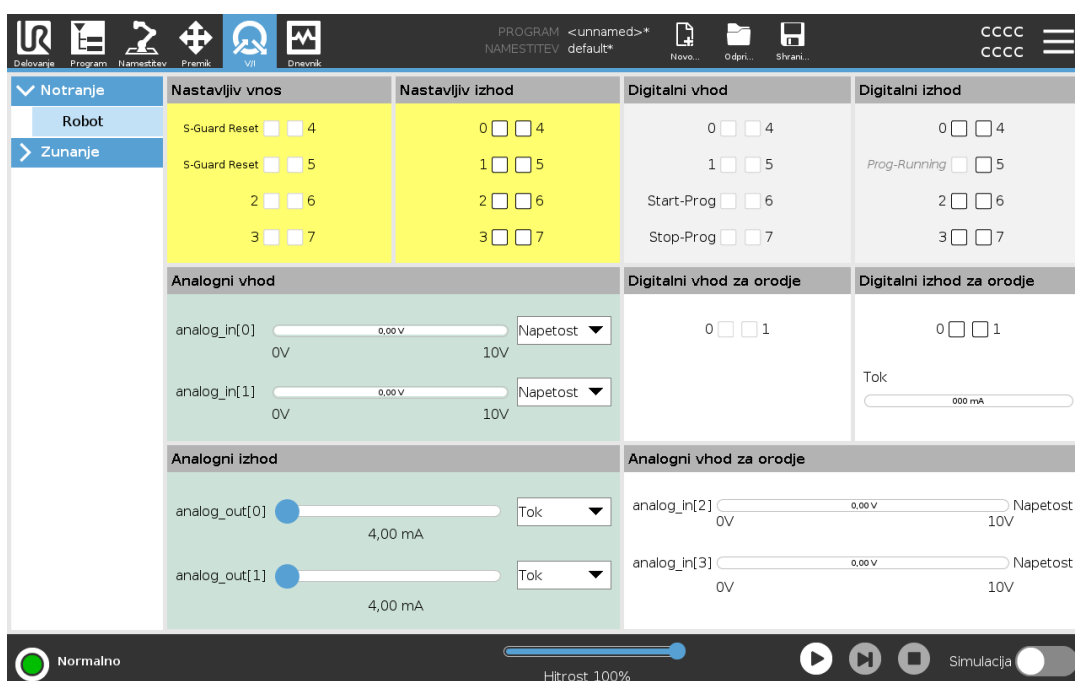 UR
PROGRAM <unnamed>*
NAMESTITEV default*
CCCC
CCCC
Delovanje Program Namestitev Premik V/I Dnevnik Novo... Odpri... Shrani...
Notranje
Robot
Zunanje
Nastavljiv vnos
S-Guard Reset 4
S-Guard Reset 5
2 6
3 7
Nastavljiv izhod
0 4
1 5
2 6
3 7
Digitalni vhod
0 4
1 5
Start-Prog 6
Stop-Prog 7
Digitalni izhod
0 4
Prog-Running 5
2 6
3 7
Analogni vhod
analog_in[0] 0,00 V Napetost
0V 10V
analog_in[1] 0,00 V Napetost
0V 10V
Digitalni vhod za orodje
0 1
Digitalni izhod za orodje
0 1
Tok
000 mA
Analogni izhod
analog_out[0] Tok
4,00 mA
analog_out[1] Tok
4,00 mA
Analogni vhod za orodje
analog_in[2] 0,00 V Napetost
0V 10V
analog_in[3] 0,00 V Napetost
0V 10V
Normalno
Hitrost 100%
Simulacija